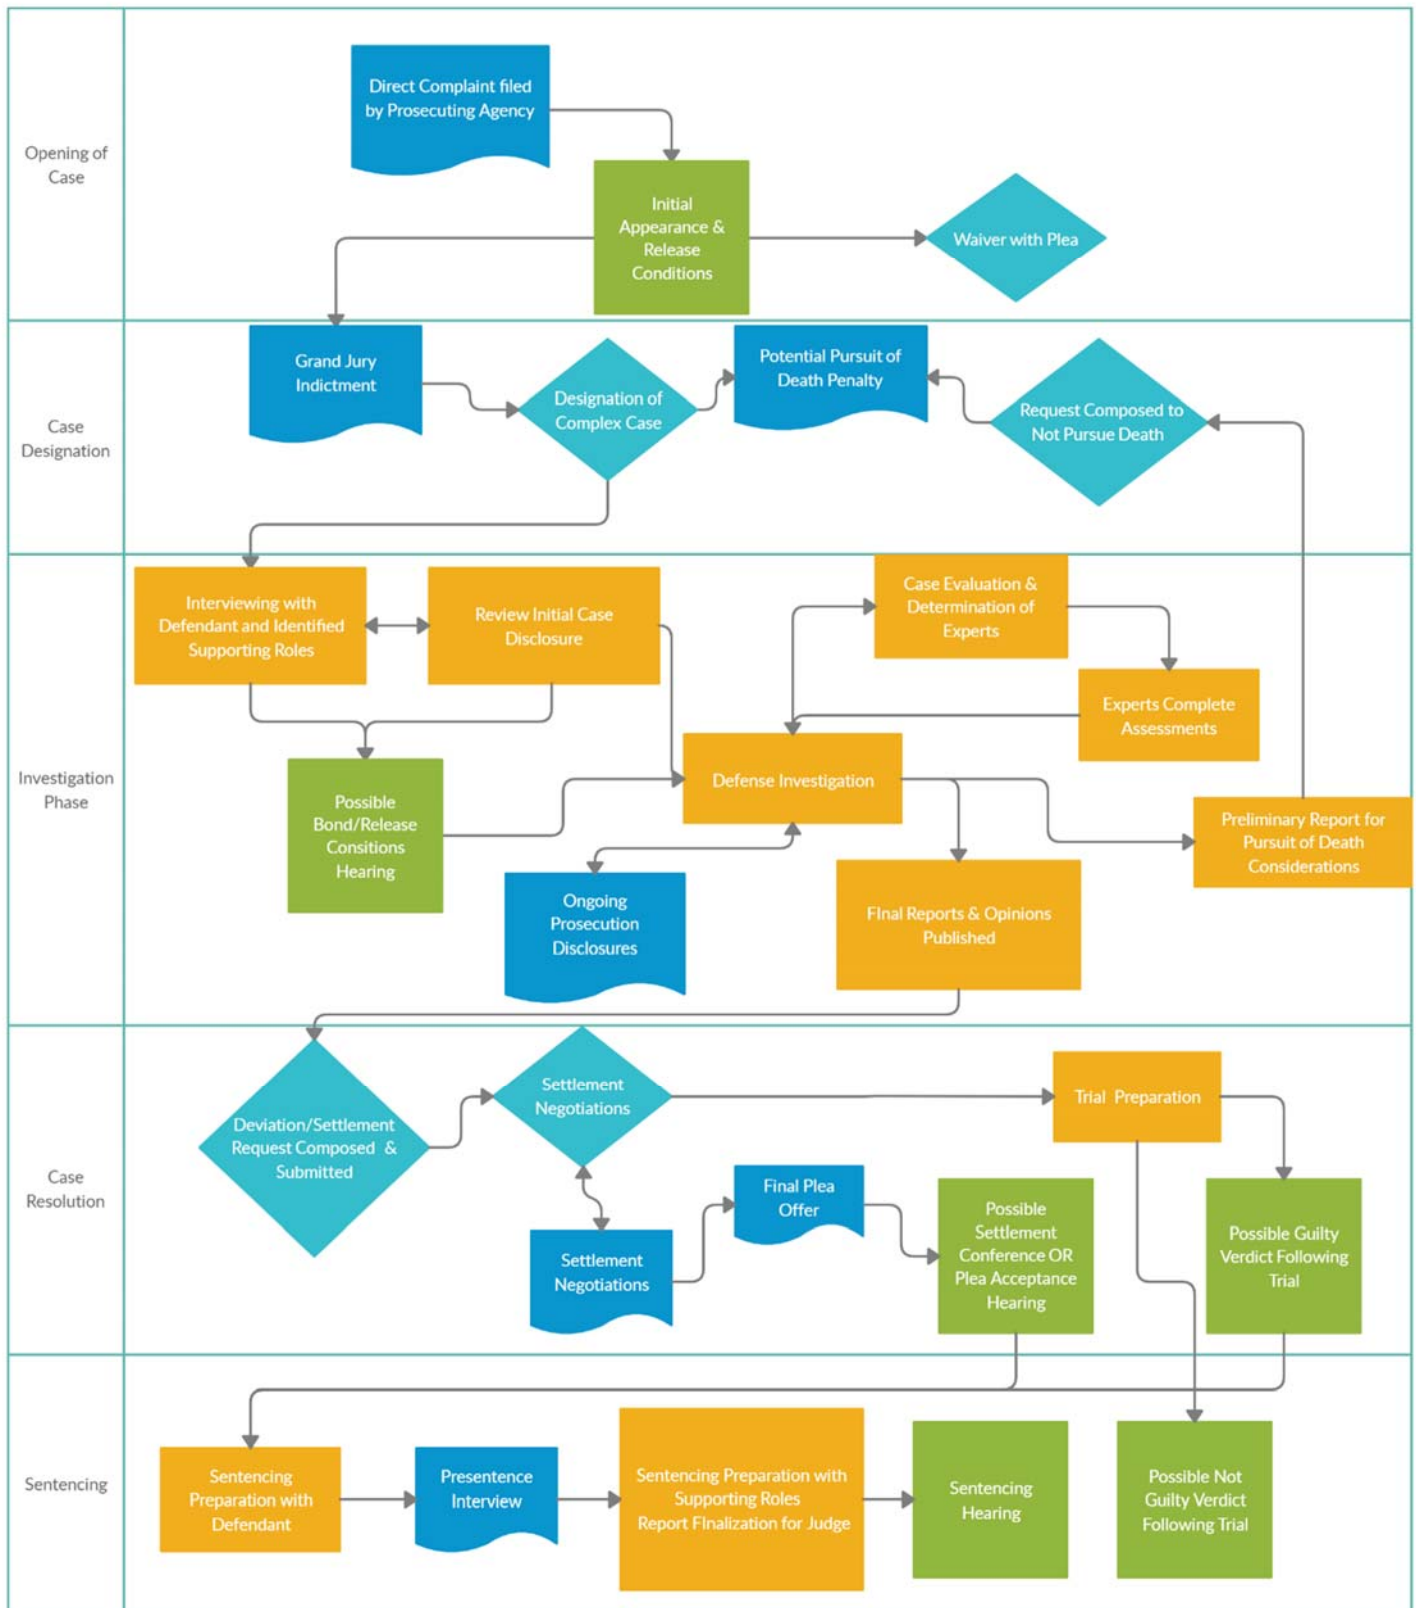 Opening of
Case
Direct Complaint filed
by Prosecuting Agency
Initial
Appearance &
Release
Conditions
Waiver with Plea
Case
Designation
Grand Jury
Indictment
Designation of
Complex Case
Potential Pursuit of
Death Penalty
Request Composed to
Not Pursue Death
Investigation
Phase
Interviewing with
Defendant and Identified
Supporting Roles
Review Initial Case
Disclosure
Case Evaluation &
Determination of
Experts
Experts Complete
Assessments
Possible
Bond/Release
Consitions
Hearing
Defense Investigation
Preliminary Report for
Pursuit of Death
Considerations
Ongoing
Prosecution
Disclosures
FInal Reports & Opinions
Published
Case
Resolution
Deviation/Settlement
Request Composed &
Submitted
Settlement
Negotiations
Trial Preparation
Settlement
Negotiations
Final Plea
Offer
Possible
Settlement
Conference OR
Plea Acceptance
Hearing
Possible Guilty
Verdict Following
Trial
Sentencing
Sentencing
Preparation with
Defendant
Presentence
Interview
Sentencing Preparation with
Supporting Roles
Report FInalization for Judge
Sentencing
Hearing
Possible Not
Guilty Verdict
Following Trial